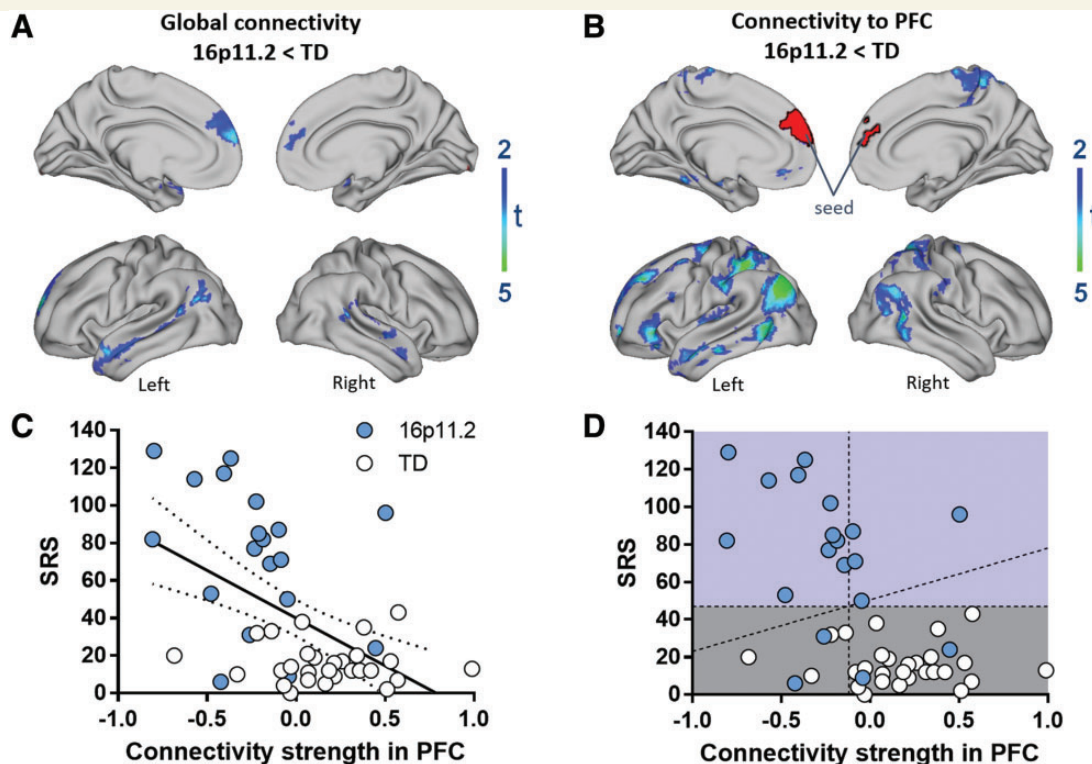 A
Global connectivity
16p11.2 < TD
2
t
5
Left
Right
B
Connectivity to PFC
16p11.2 < TD
seed
2
t
5
Left
Right
C
140
120
100
80
60
40
20
0
SRS
16p11.2
TD
-1.0
-0.5
0.0
0.5
1.0
Connectivity strength in PFC
D
140
120
100
80
60
40
20
0
SRS
-1.0
-0.5
0.0
0.5
1.0
Connectivity strength in PFC